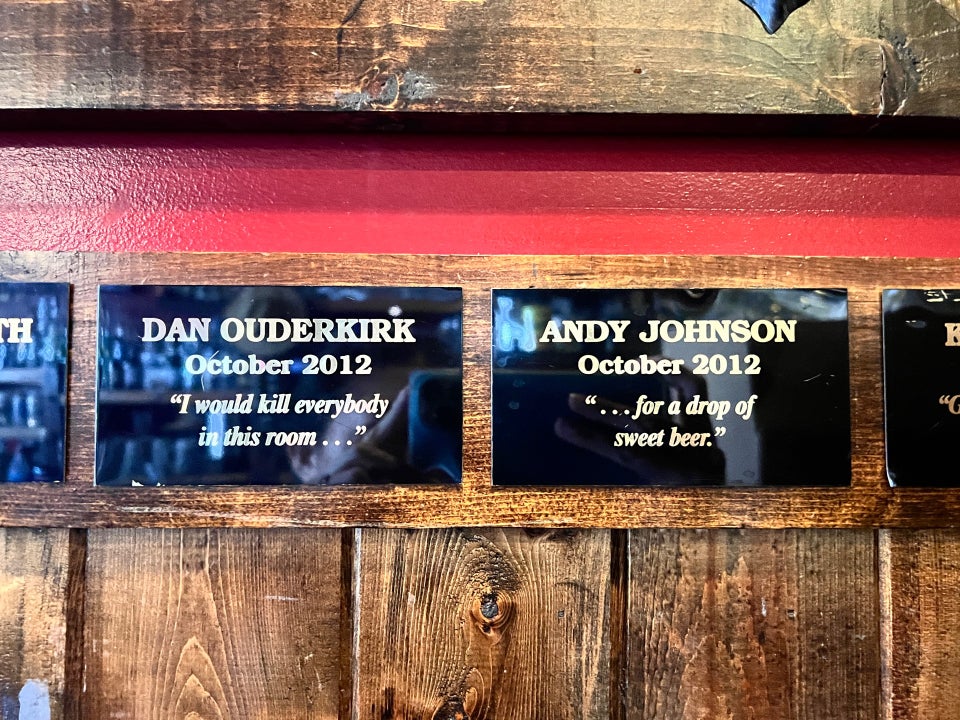 TH
DAN OUDERKIRK
October 2012
“I would kill everybody
in this room . . .”
ANDY JOHNSON
October 2012
“ . . . for a drop of
sweet beer.”